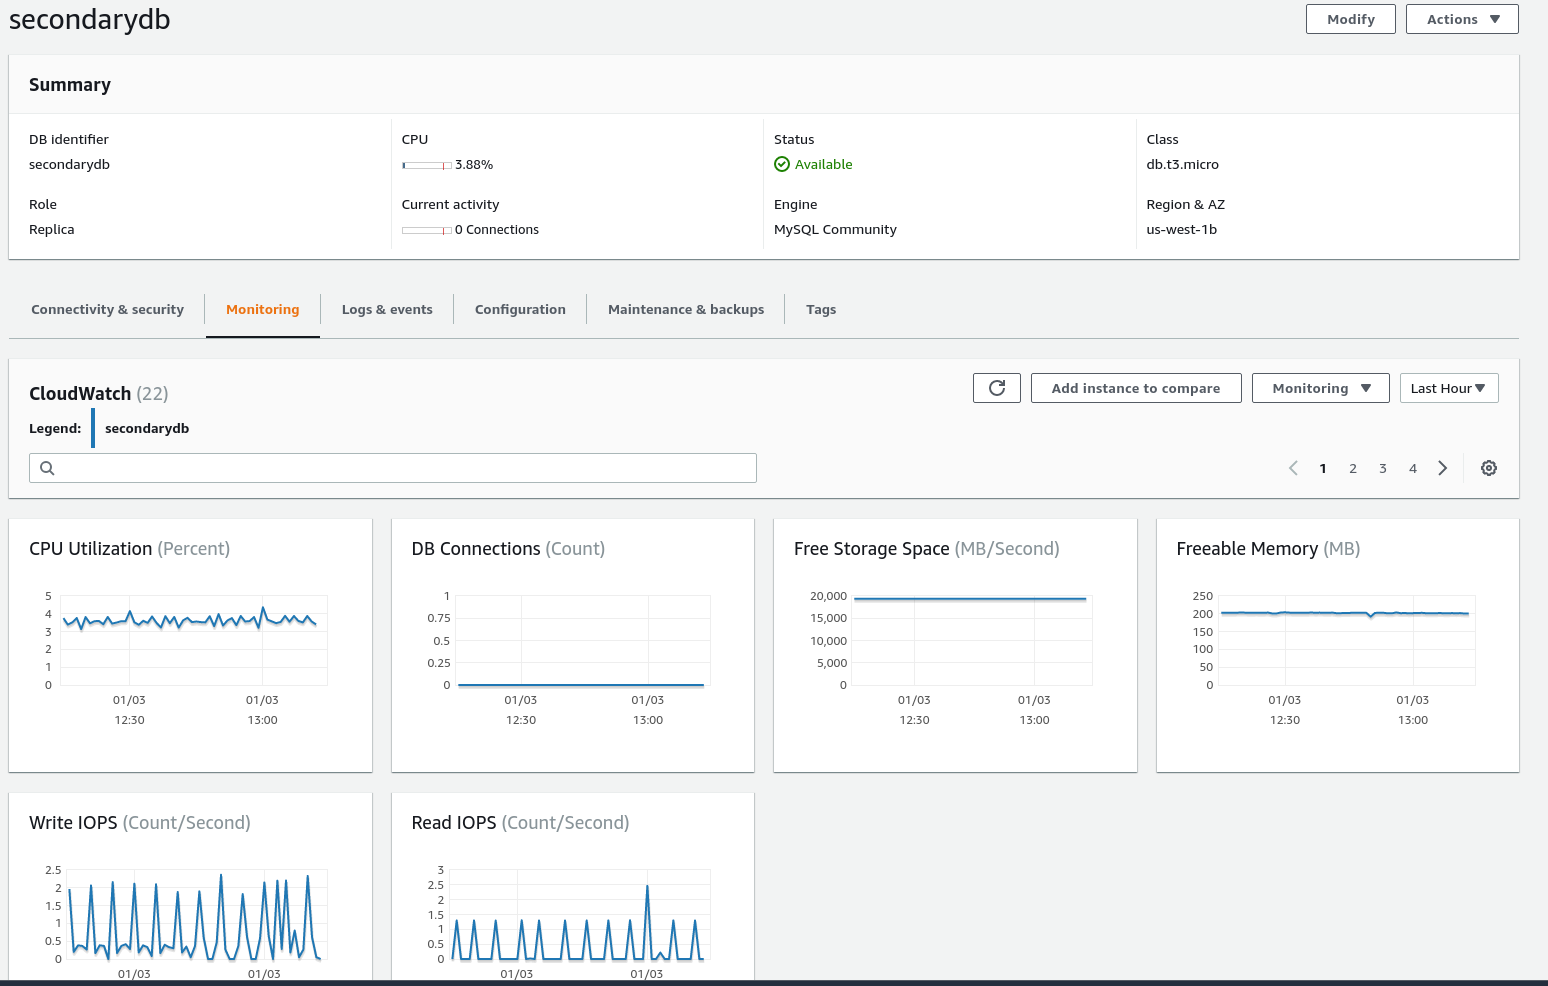 secondarydb
Modify
Actions
Summary
DB identifier
CPU
Status
Class
secondarydb
3.88%
Available
db.t3.micro
Role
Current activity
Engine
Region & AZ
Replica
0 Connections
MySQL Community
us-west-1b
Connectivity & security
Monitoring
Logs & events
Configuration
Maintenance & backups
Tags
CloudWatch (22)
Add instance to compare
Monitoring
Last Hour
Legend:
secondarydb
1
2
3
4
CPU Utilization (Percent)
5
4
3
2
1
0
01/03
12:30
01/03
13:00
DB Connections (Count)
1
0.75
0.5
0.25
0
01/03
12:30
01/03
13:00
Free Storage Space (MB/Second)
20,000
15,000
10,000
5,000
0
01/03
12:30
01/03
13:00
Freeable Memory (MB)
250
200
150
100
50
0
01/03
12:30
01/03
13:00
Write IOPS (Count/Second)
2.5
2
1.5
1
0.5
0
01/03
01/03
Read IOPS (Count/Second)
3
2.5
2
1.5
1
0.5
0
01/03
01/03